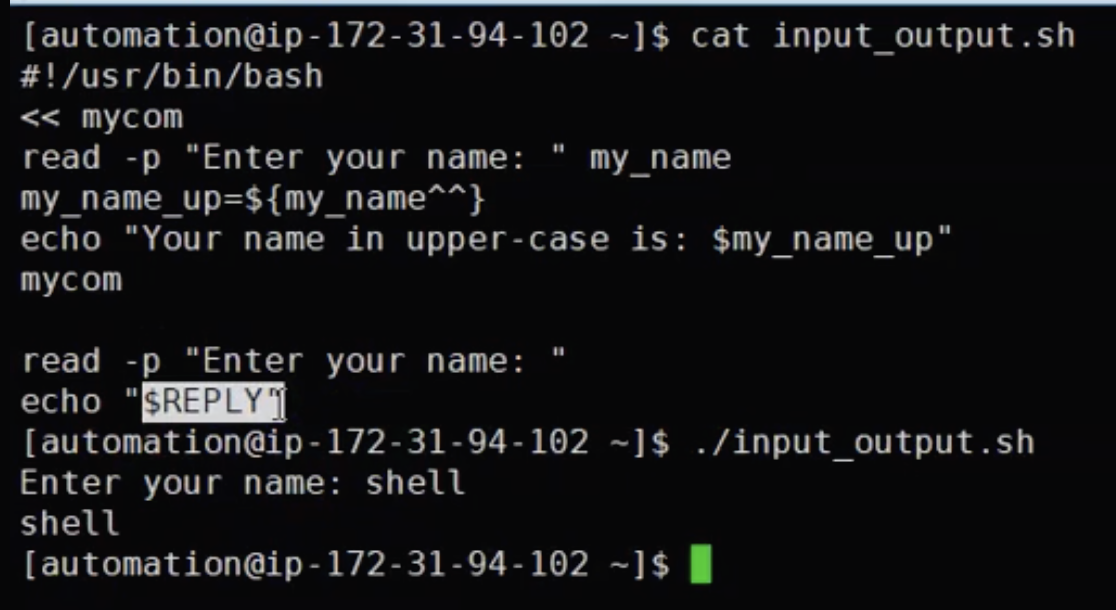 [automation@ip-172-31-94-102 ~]$ cat input_output.sh
#!/usr/bin/bash
<< mycom
read -p "Enter your name: " my_name
my_name_up=${my_name^^}
echo "Your name in upper-case is: $my_name_up"
mycom
read -p "Enter your name: "
echo "$REPLY"
[automation@ip-172-31-94-102 ~]$ ./input_output.sh
Enter your name: shell
shell
[automation@ip-172-31-94-102 ~]$